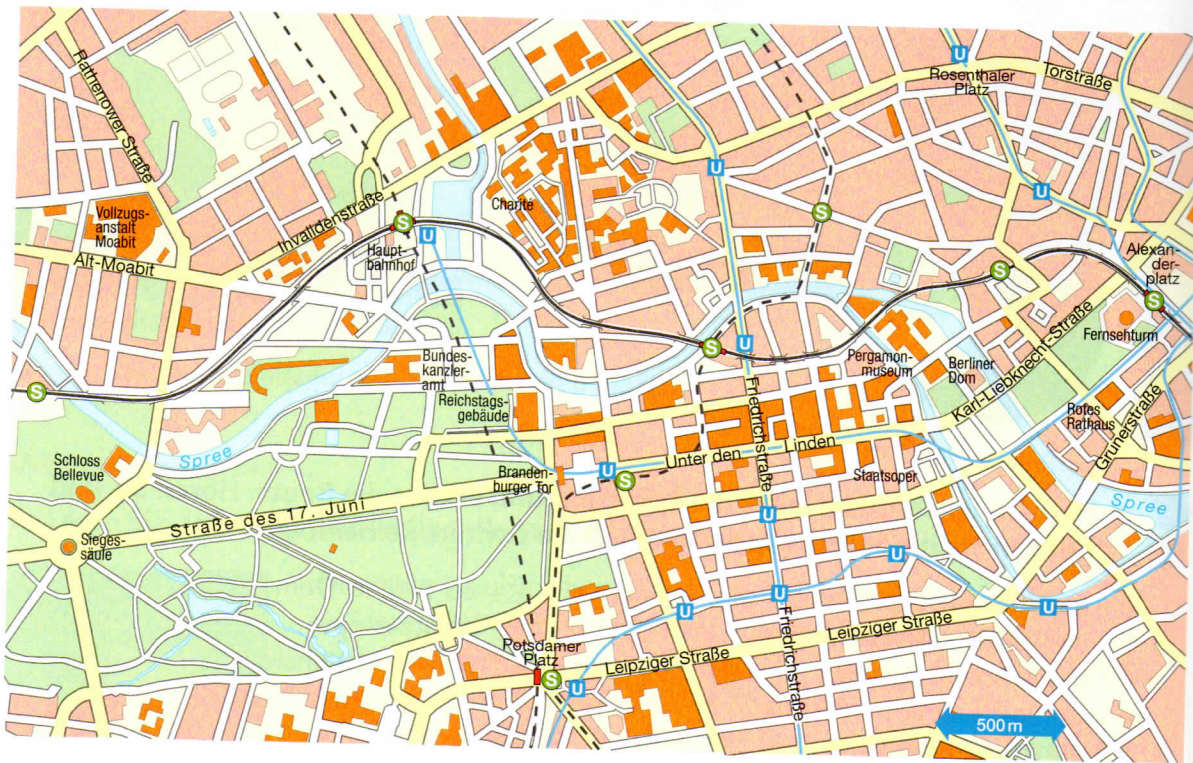 Rathenower Straße
U
Rosenthaler
Platz
Torstraße
U
U
Vollzugs-
anstalt
Moabit
Charité
Invalidenstraße
S
U
S
Alt-Moabit
Haupt-
bahnhof
S
Alexan-
der-
platz
S
Fernsehturm
S
U
Bundes-
kanzler-
amt
Reichstags-
gebäude
Pergamon-
museum
Berliner
Dom
Karl-Liebknecht-Straße
S
Rotes
Rathaus
Grunerstraße
Friedrichstraße
Spree
Schloss
Bellevue
Branden-
burger Tor
U
S
Unter den Linden
Staatsoper
Spree
Straße des 17. Juni
U
Sieges-
säule
U
U
U
U
Potsdamer
Platz
S
U
Leipziger Straße
Leipziger Straße
Friedrichstraße
500 m